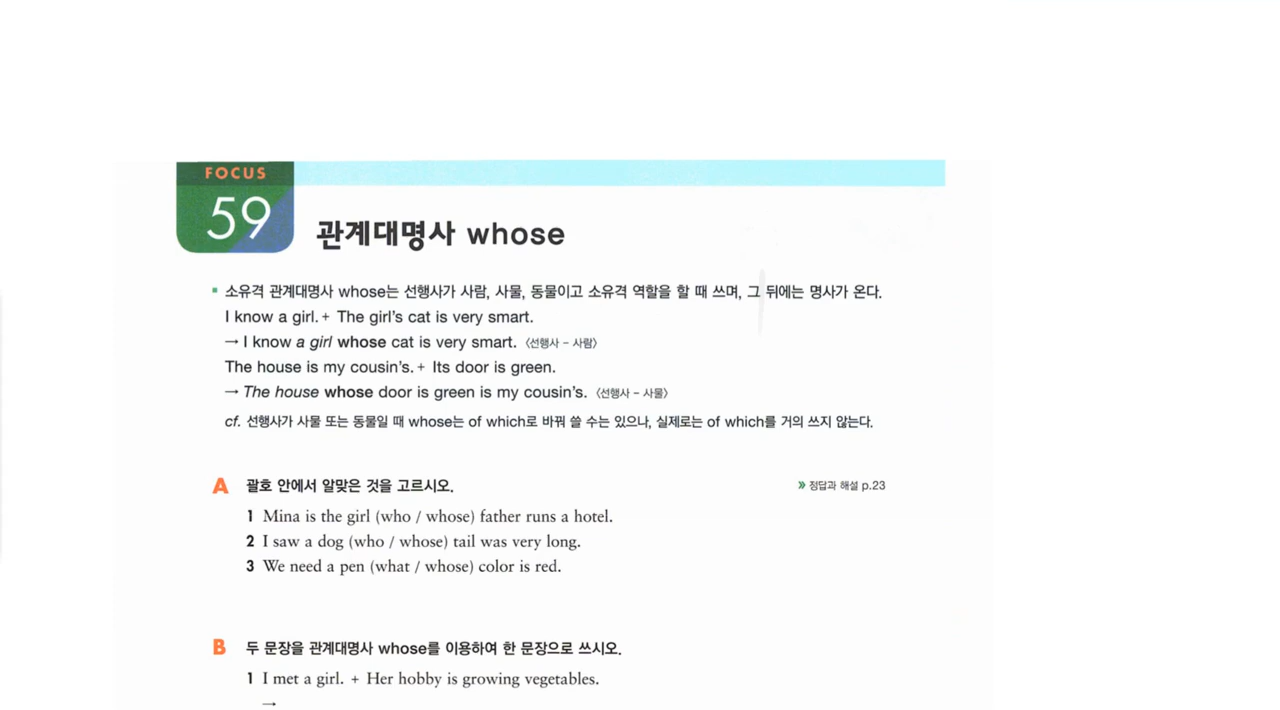 FOCUS
59
관계대명사 whose
▪ 소유격 관계대명사 whose는 선행사가 사람, 사물, 동물이고 소유격 역할을 할 때 쓰며, 그 뒤에는 명사가 온다.
I know a girl. + The girl's cat is very smart.
→ I know a girl whose cat is very smart. 〈선행사 – 사람〉
The house is my cousin's. + Its door is green.
→ The house whose door is green is my cousin's. 〈선행사 – 사물〉
cf. 선행사가 사물 또는 동물일 때 whose는 of which로 바꿔 쓸 수는 있으나, 실제로는 of which를 거의 쓰지 않는다.
A 괄호 안에서 알맞은 것을 고르시오. » 정답과 해설 p.23
1 Mina is the girl (who / whose) father runs a hotel.
2 I saw a dog (who / whose) tail was very long.
3 We need a pen (what / whose) color is red.
B 두 문장을 관계대명사 whose를 이용하여 한 문장으로 쓰시오.
1 I met a girl. + Her hobby is growing vegetables.
→